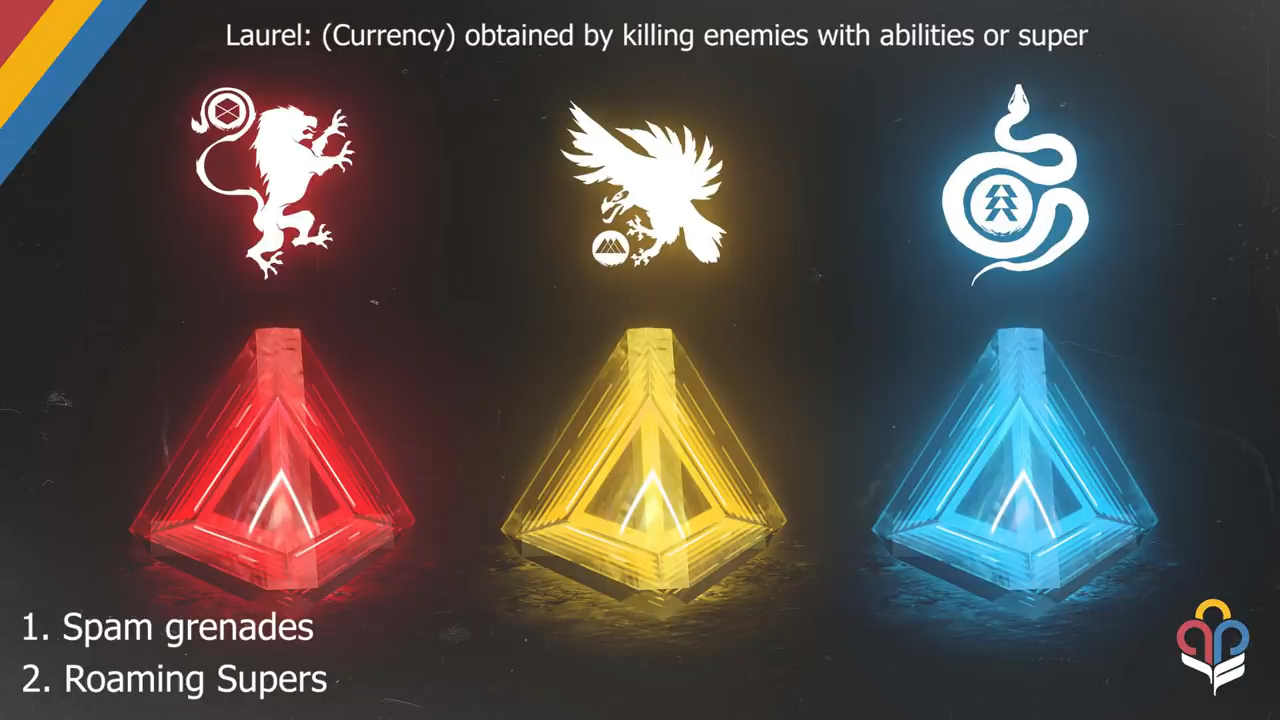 Laurel: (Currency) obtained by killing enemies with abilities or super
1. Spam grenades
2. Roaming Supers